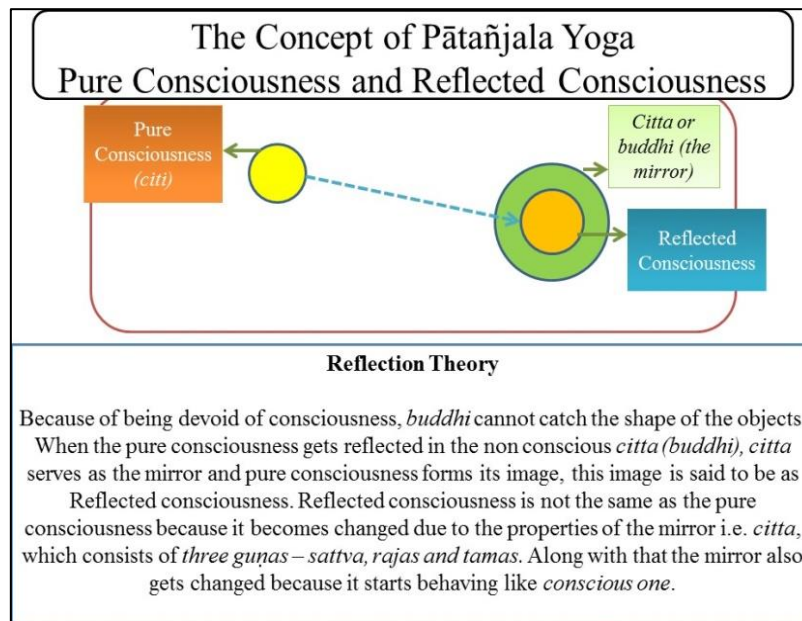 The Concept of Pātañjala Yoga
Pure Consciousness and Reflected Consciousness
Pure
Consciousness
(citi)
Citta or
buddhi (the
mirror)
Reflected
Consciousness
Reflection Theory
Because of being devoid of consciousness, buddhi cannot catch the shape of the objects
When the pure consciousness gets reflected in the non conscious citta (buddhi), citta
serves as the mirror and pure consciousness forms its image, this image is said to be as
Reflected consciousness. Reflected consciousness is not the same as the pure
consciousness because it becomes changed due to the properties of the mirror i.e. citta,
which consists of three guṇas – sattva, rajas and tamas. Along with that the mirror also
gets changed because it starts behaving like conscious one.